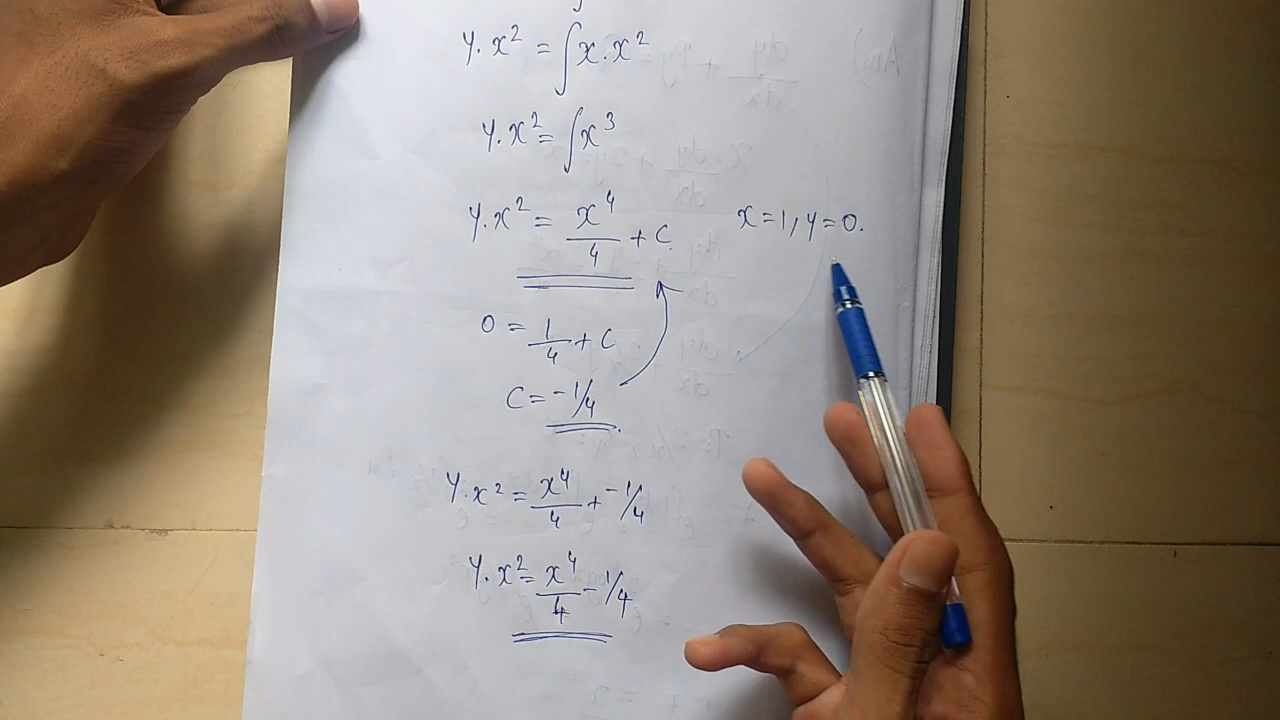 y.x² = ∫x.x²
y.x² = ∫x³
y.x² = x⁴/4 + C
x=1, y=0.
0 = 1/4 + C
C = -1/4
y.x² = x⁴/4 + -1/4
y.x² = x⁴/4 - 1/4